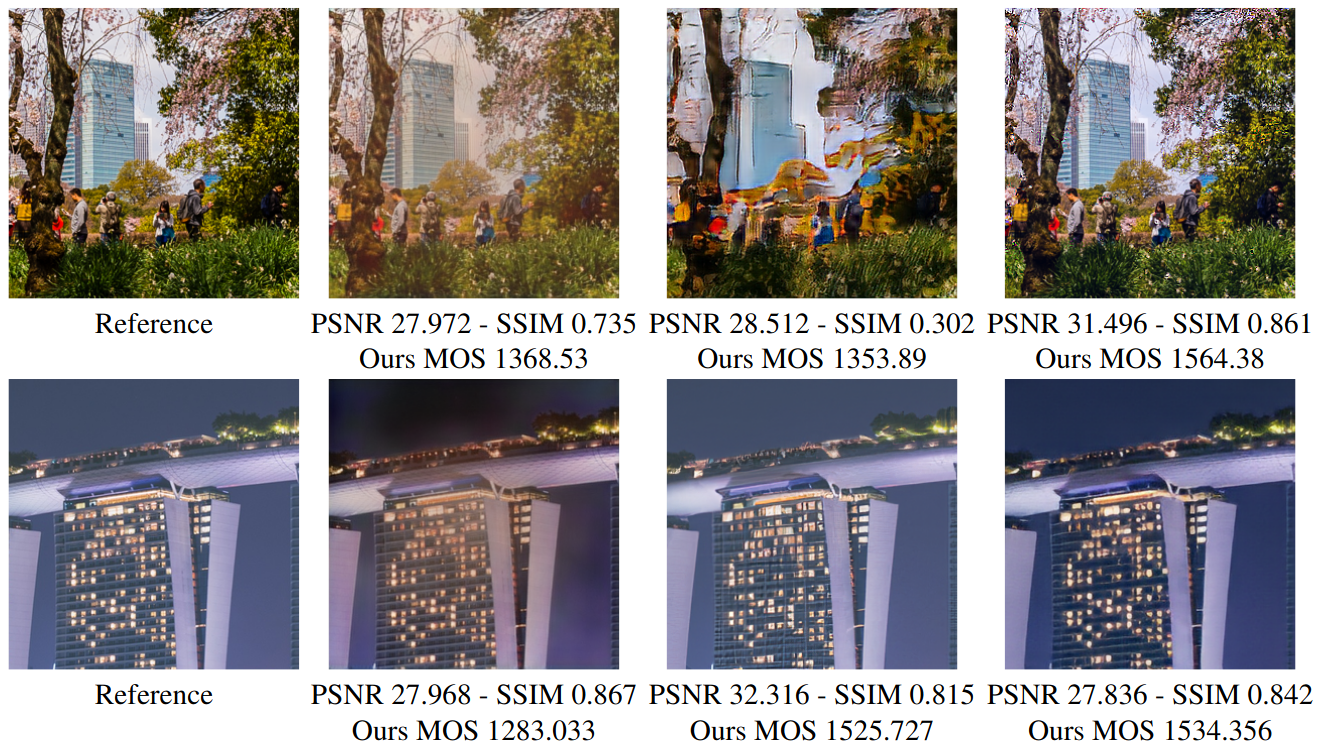 Reference
PSNR 27.972 - SSIM 0.735
Ours MOS 1368.53
PSNR 28.512 - SSIM 0.302
Ours MOS 1353.89
PSNR 31.496 - SSIM 0.861
Ours MOS 1564.38
Reference
PSNR 27.968 - SSIM 0.867
Ours MOS 1283.033
PSNR 32.316 - SSIM 0.815
Ours MOS 1525.727
PSNR 27.836 - SSIM 0.842
Ours MOS 1534.356